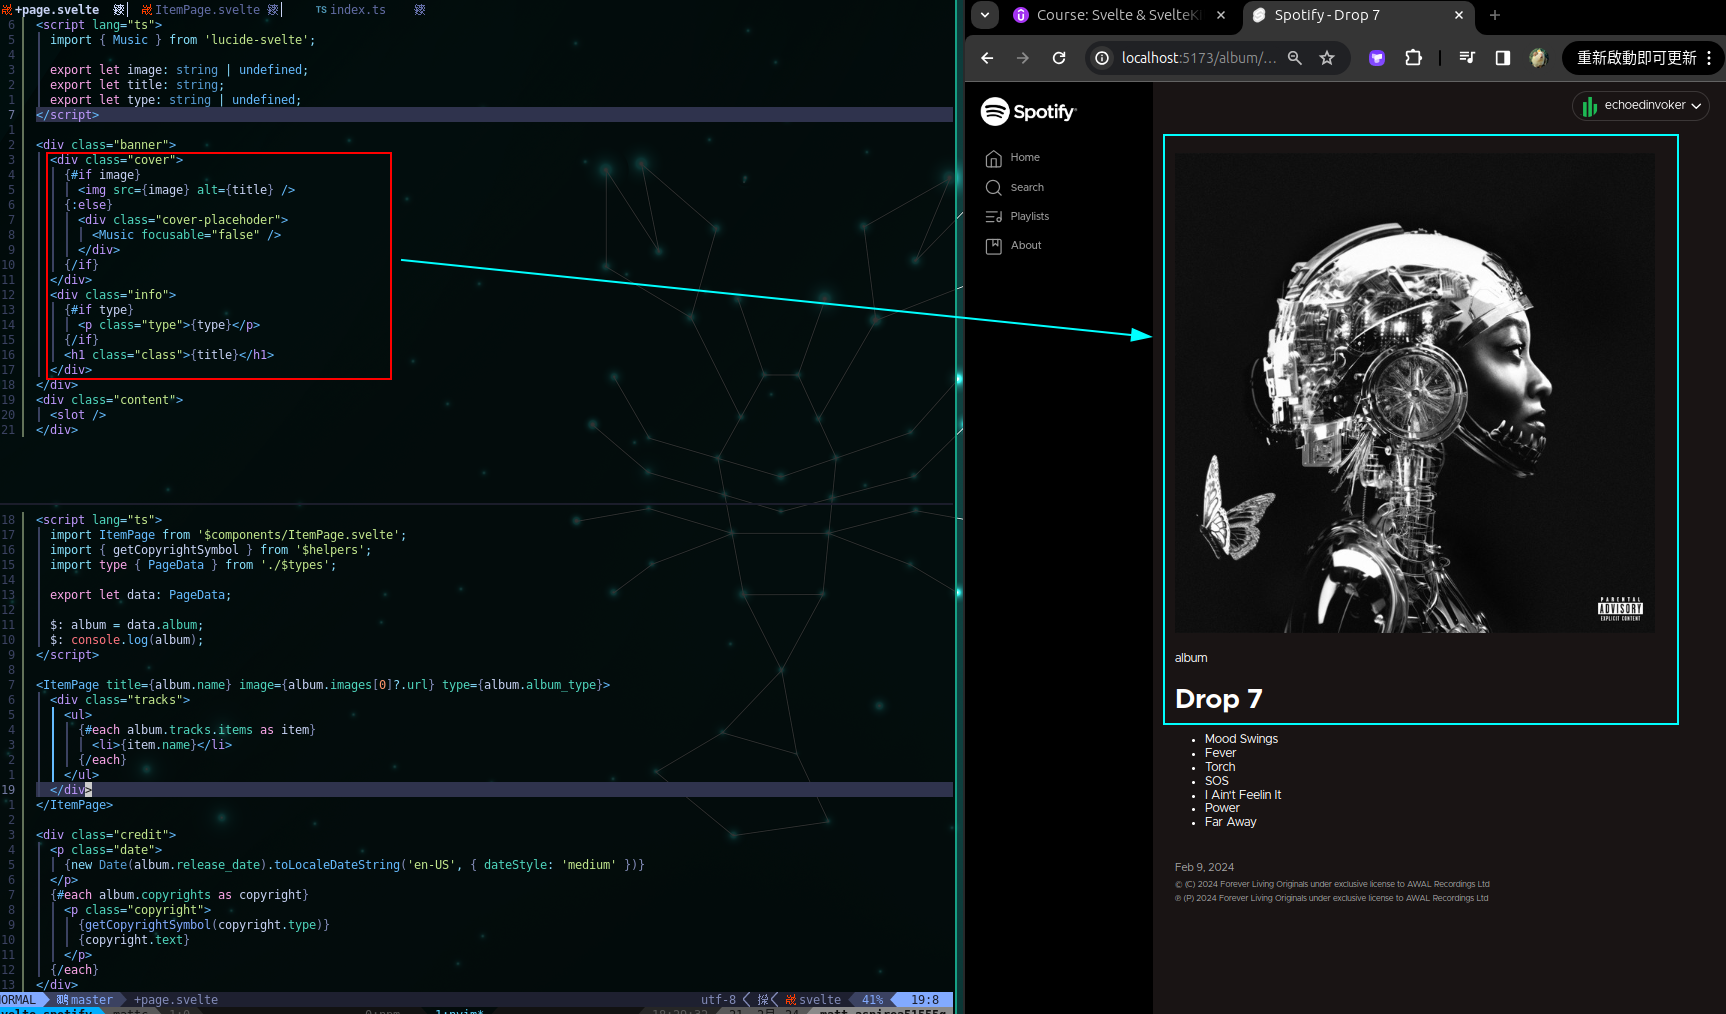 +page.svelte
ItemPage.svelte
TS index.ts
6 <script lang="ts">
5 import { Music } from 'lucide-svelte';
4
3 export let image: string | undefined;
2 export let title: string;
1 export let type: string | undefined;
7 </script>
1
2 <div class="banner">
3 <div class="cover">
4 {#if image}
5 <img src={image} alt={title} />
6 {:else}
7 <div class="cover-placehoder">
8 <Music focusable="false" />
9 </div>
10 {/if}
11 </div>
12 <div class="info">
13 {#if type}
14 <p class="type">{type}</p>
15 {/if}
16 <h1 class="class">{title}</h1>
17 </div>
18 </div>
19 <div class="content">
20 <slot />
21 </div>
18 <script lang="ts">
17 import ItemPage from '$components/ItemPage.svelte';
16 import { getCopyrightSymbol } from '$helpers';
15 import type { PageData } from './$types';
14
13 export let data: PageData;
12
11 $: album = data.album;
10 $: console.log(album);
9 </script>
8
7 <ItemPage title={album.name} image={album.images[0]?.url} type={album.album_type}>
6 <div class="tracks">
5 <ul>
4 {#each album.tracks.items as item}
3 <li>{item.name}</li>
2 {/each}
1 </ul>
19 </div>
1 </ItemPage>
2
3 <div class="credit">
4 <p class="date">
5 {new Date(album.release_date).toLocaleDateString('en-US', { dateStyle: 'medium' })}
6 </p>
7 {#each album.copyrights as copyright}
8 <p class="copyright">
9 {getCopyrightSymbol(copyright.type)}
10 {copyright.text}
11 </p>
12 {/each}
13 </div>
NORMAL master +page.svelte utf-8 svelte 41% 19:8
Course: Svelte & SvelteKi
Spotify - Drop 7
localhost:5173/album/...
重新啟動即可更新
Spotify
echoedinvoker
Home
Search
Playlists
About
PARENTAL
ADVISORY
EXPLICIT CONTENT
album
Drop 7
Mood Swings
Fever
Torch
SOS
I Ain't Feelin It
Power
Far Away
Feb 9, 2024
© (C) 2024 Forever Living Originals under exclusive license to AWAL Recordings Ltd
℗ (P) 2024 Forever Living Originals under exclusive license to AWAL Recordings Ltd